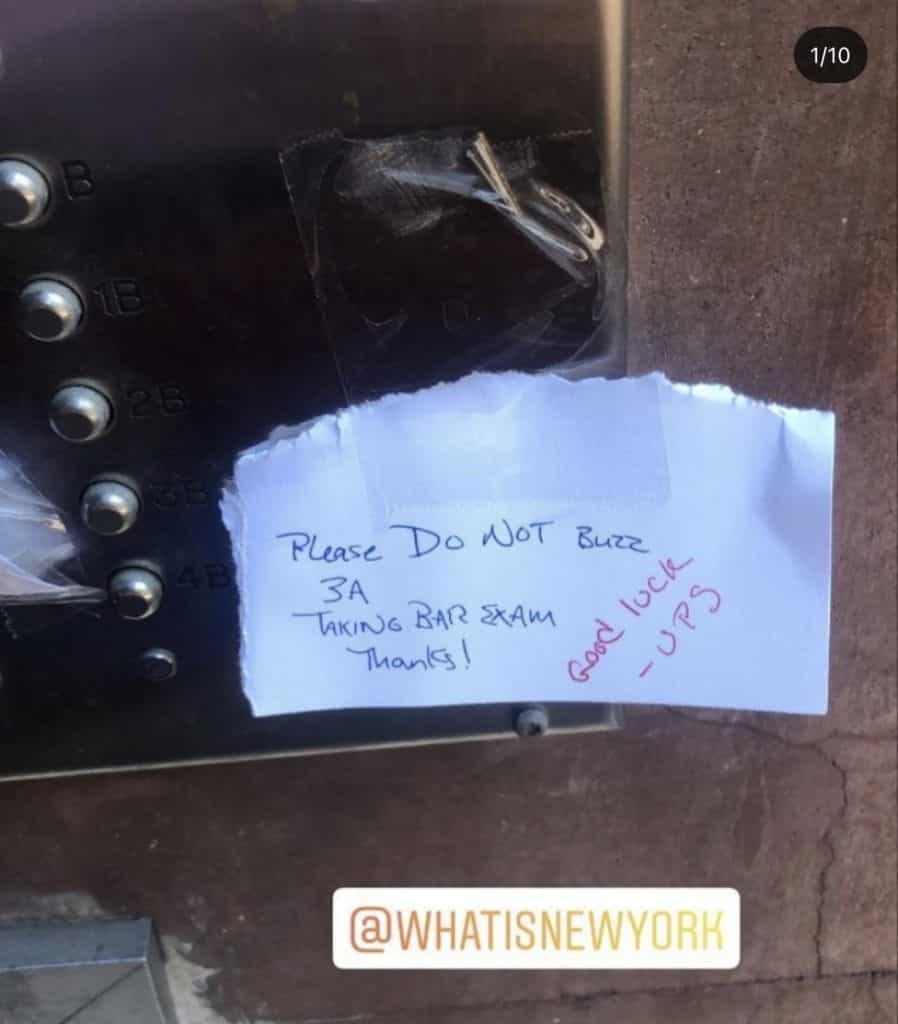 1/10
B
1B
2B
3B
4B
Please Do NOT Buzz
3A
TAKING BAR EXAM
Thanks!
Good luck
- UPS
@WHATISNEWYORK